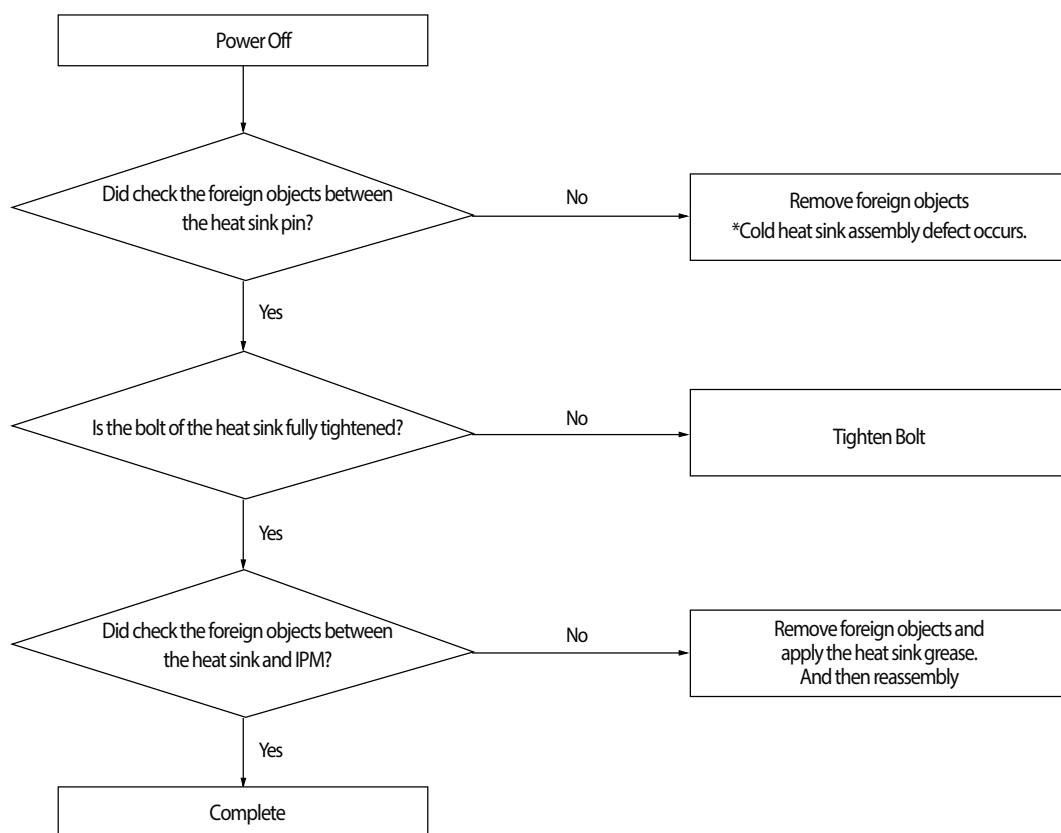 Power Off
Did check the foreign objects between
the heat sink pin?
No
Remove foreign objects
*Cold heat sink assembly defect occurs.
Yes
Is the bolt of the heat sink fully tightened?
No
Tighten Bolt
Yes
Did check the foreign objects between
the heat sink and IPM?
No
Remove foreign objects and
apply the heat sink grease.
And then reassembly
Yes
Complete